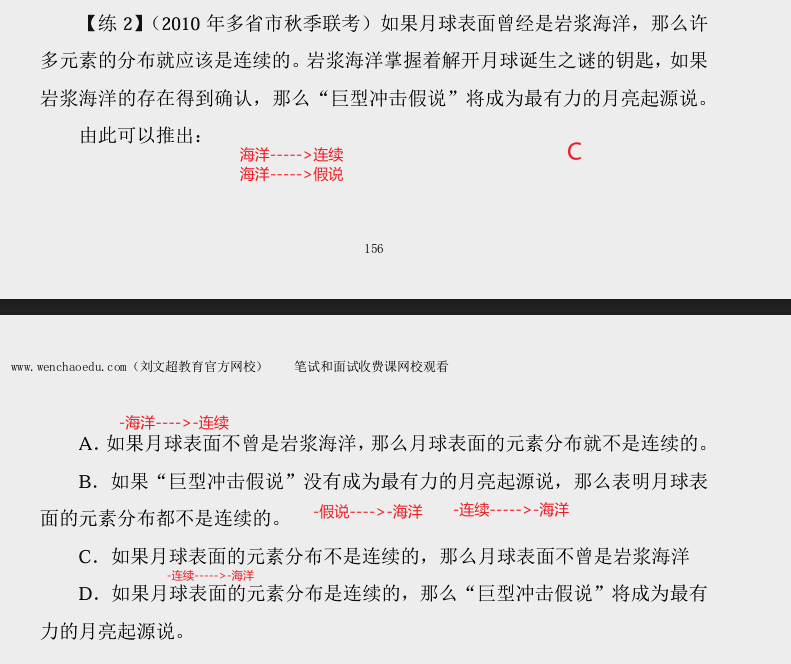 【练 2】（2010 年多省市秋季联考）如果月球表面曾经是岩浆海洋，那么许
多元素的分布就应该是连续的。岩浆海洋掌握着解开月球诞生之谜的钥匙，如果
岩浆海洋的存在得到确认，那么“巨型冲击假说”将成为最有力的月亮起源说。
由此可以推出：
海洋----->连续
C
海洋----->假说
156
www.wenchaoedu.com（刘文超教育官方网校） 笔试和面试收费课网校观看
-海洋---->-连续
A．如果月球表面不曾是岩浆海洋，那么月球表面的元素分布就不是连续的。
B．如果“巨型冲击假说”没有成为最有力的月亮起源说，那么表明月球表
面的元素分布都不是连续的。
-假说---->-海洋 -连续----->-海洋
C．如果月球表面的元素分布不是连续的，那么月球表面不曾是岩浆海洋
-连续----->-海洋
D．如果月球表面的元素分布是连续的，那么“巨型冲击假说”将成为最有
力的月亮起源说。